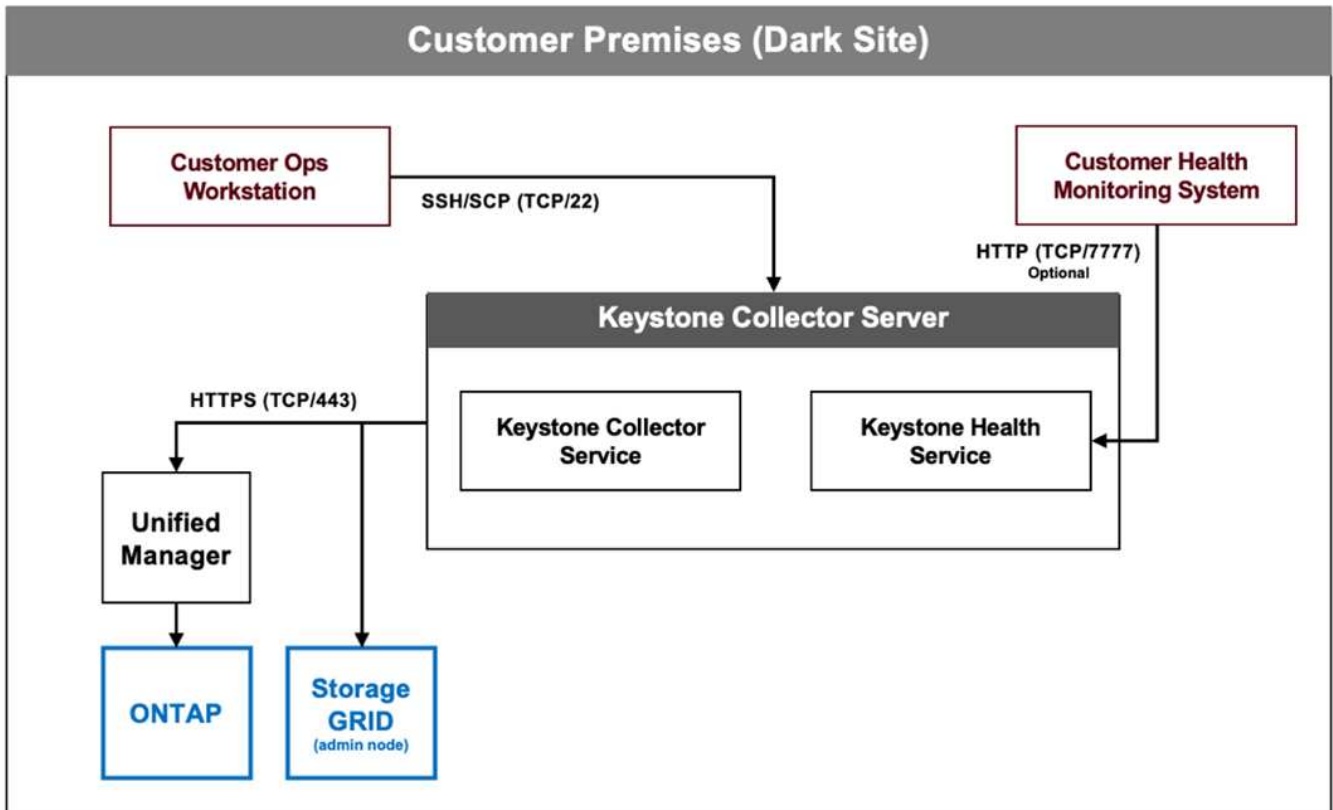 Customer Premises (Dark Site)
Customer Ops
Workstation
SSH/SCP (TCP/22)
Customer Health
Monitoring System
HTTP (TCP/7777)
Optional
Keystone Collector Server
Keystone Collector
Service
Keystone Health
Service
HTTPS (TCP/443)
Unified
Manager
ONTAP
Storage
GRID
(admin node)